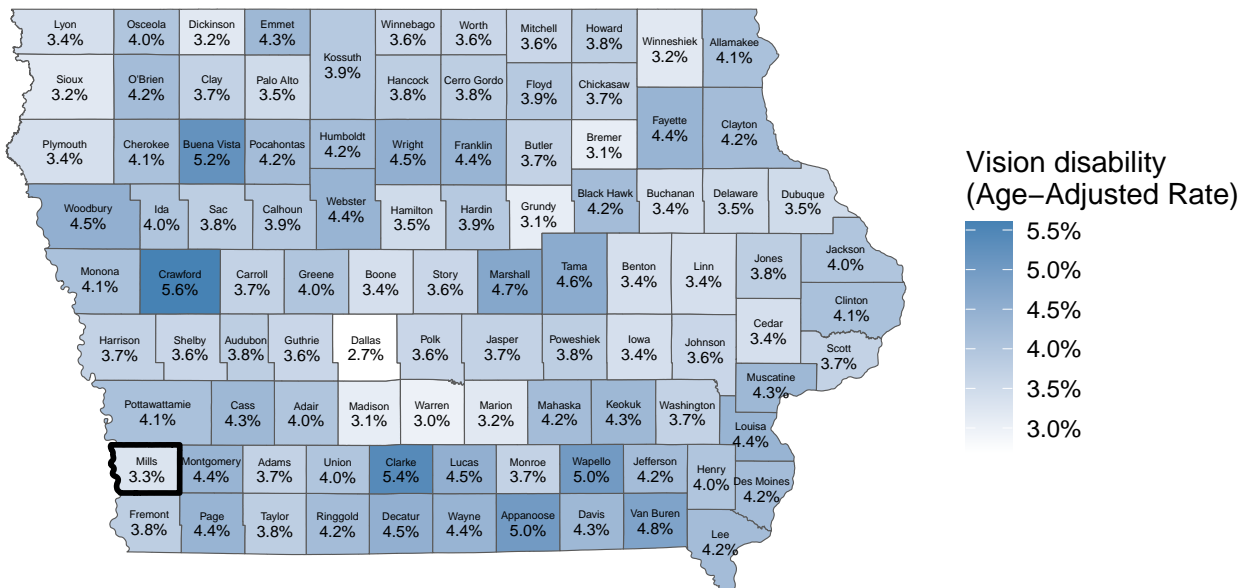 Lyon
3.4%
Osceola
4.0%
Dickinson
3.2%
Emmet
4.3%
Kossuth
3.9%
Winnebago
3.6%
Worth
3.6%
Mitchell
3.6%
Howard
3.8%
Winneshiek
3.2%
Allamakee
4.1%
Sioux
3.2%
O'Brien
4.2%
Clay
3.7%
Palo Alto
3.5%
Hancock
3.8%
Cerro Gordo
3.8%
Floyd
3.9%
Chickasaw
3.7%
Fayette
4.4%
Clayton
4.2%
Plymouth
3.4%
Cherokee
4.1%
Buena Vista
5.2%
Pocahontas
4.2%
Humboldt
4.2%
Wright
4.5%
Franklin
4.4%
Butler
3.7%
Bremer
3.1%
Woodbury
4.5%
Ida
4.0%
Sac
3.8%
Calhoun
3.9%
Webster
4.4%
Hamilton
3.5%
Hardin
3.9%
Grundy
3.1%
Black Hawk
4.2%
Buchanan
3.4%
Delaware
3.5%
Dubuque
3.5%
Monona
4.1%
Crawford
5.6%
Carroll
3.7%
Greene
4.0%
Boone
3.4%
Story
3.6%
Marshall
4.7%
Tama
4.6%
Benton
3.4%
Linn
3.4%
Jones
3.8%
Jackson
4.0%
Clinton
4.1%
Harrison
3.7%
Shelby
3.6%
Audubon
3.8%
Guthrie
3.6%
Dallas
2.7%
Polk
3.6%
Jasper
3.7%
Poweshiek
3.8%
Iowa
3.4%
Johnson
3.6%
Cedar
3.4%
Scott
3.7%
Muscatine
4.3%
Pottawattamie
4.1%
Cass
4.3%
Adair
4.0%
Madison
3.1%
Warren
3.0%
Marion
3.2%
Mahaska
4.2%
Keokuk
4.3%
Washington
3.7%
Louisa
4.4%
Mills
3.3%
Montgomery
4.4%
Adams
3.7%
Union
4.0%
Clarke
5.4%
Lucas
4.5%
Monroe
3.7%
Wapello
5.0%
Jefferson
4.2%
Henry
4.0%
Des Moines
4.2%
Fremont
3.8%
Page
4.4%
Taylor
3.8%
Ringgold
4.2%
Decatur
4.5%
Wayne
4.4%
Appanoose
5.0%
Davis
4.3%
Van Buren
4.8%
Lee
4.2%
Vision disability
(Age−Adjusted Rate)
5.5%
5.0%
4.5%
4.0%
3.5%
3.0%